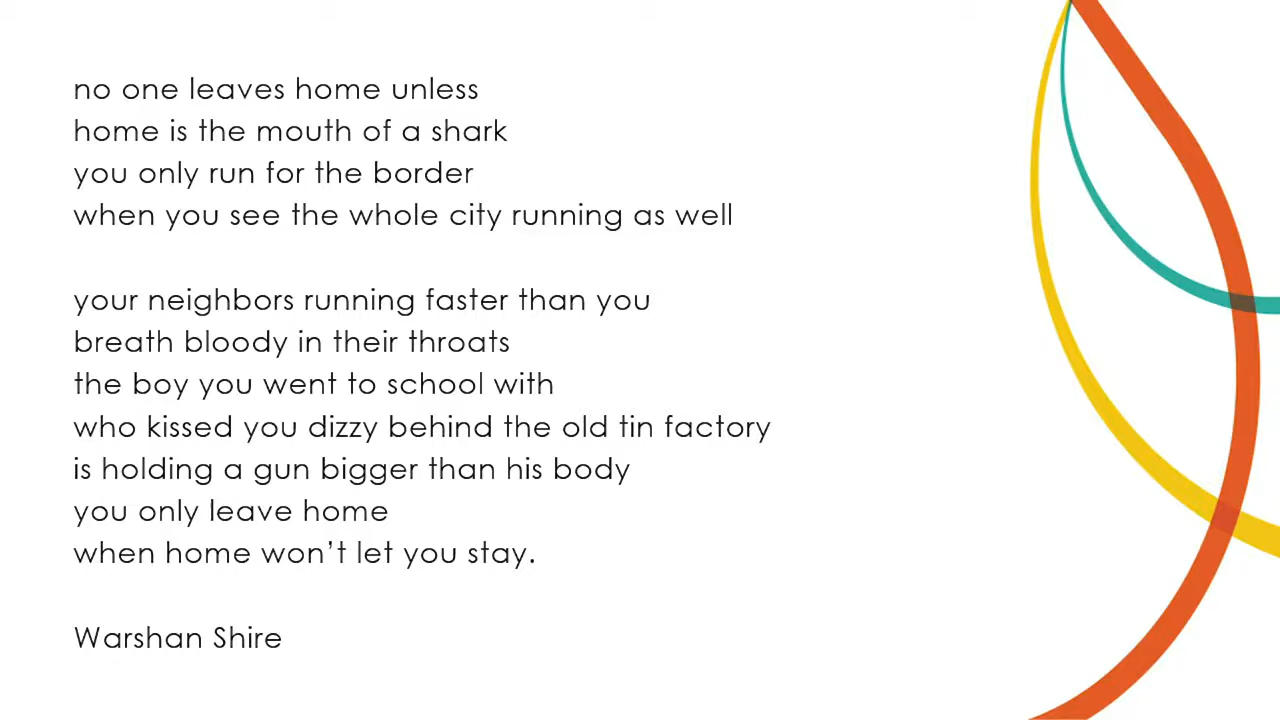 no one leaves home unless
home is the mouth of a shark
you only run for the border
when you see the whole city running as well
your neighbors running faster than you
breath bloody in their throats
the boy you went to school with
who kissed you dizzy behind the old tin factory
is holding a gun bigger than his body
you only leave home
when home won’t let you stay.
Warshan Shire